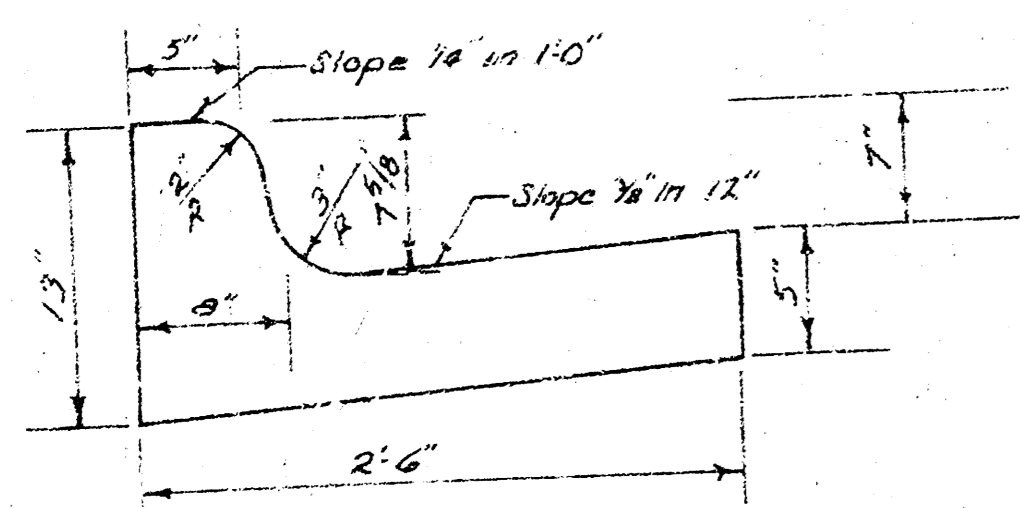 5"
Slope 1/4" in 1'-0"
2"
R
3"
R
7 5/8
7"
Slope 7/8" in 12"
13"
8"
5"
2'-6"